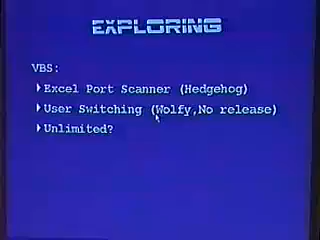 EXPLORING
VBS:
Excel Port Scanner (Hedgehog)
User Switching (Wolfy,No release)
Unlimited?